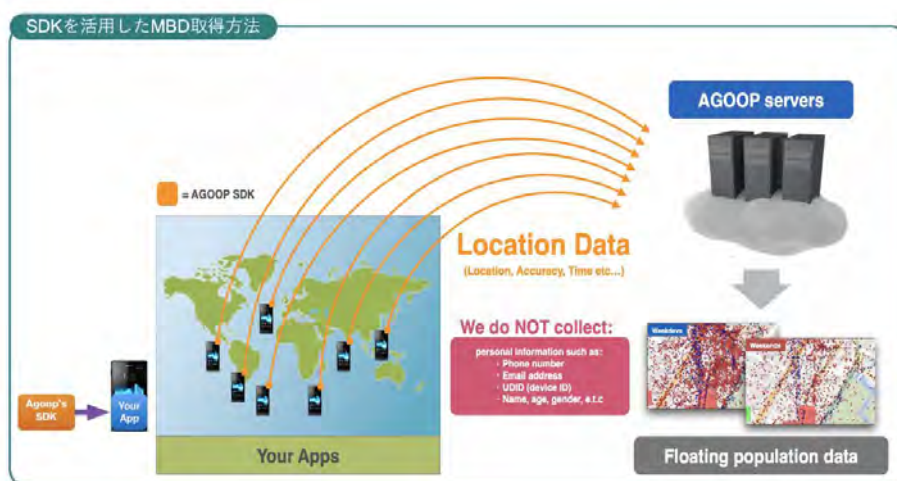 SDKを活用したMBD取得方法
AGOOP servers
= AGOOP SDK
Location Data
(Location, Accuracy, Time etc...)
We do NOT collect:
personal information such as:
・ Phone number
・ Email address
・ UDID (device ID)
・ Name, age, gender, e.t.c
Weekdays
Weekends
Agoop's
SDK
Your
App
Your Apps
Floating population data